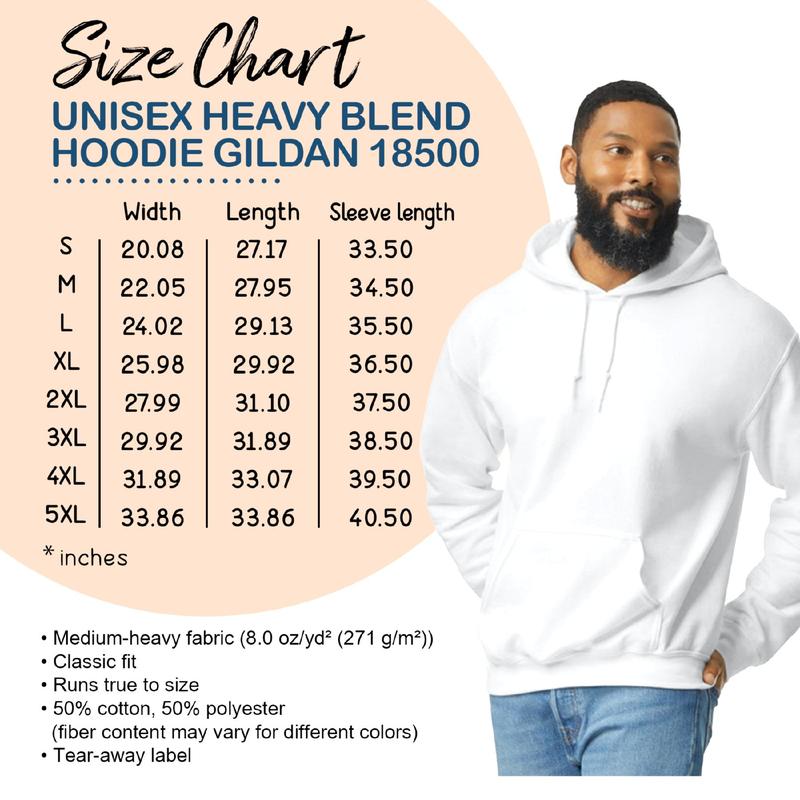 Size Chart
UNISEX HEAVY BLEND
HOODIE GILDAN 18500
Width Length Sleeve length
S 20.08 27.17 33.50
M 22.05 27.95 34.50
L 24.02 29.13 35.50
XL 25.98 29.92 36.50
2XL 27.99 31.10 37.50
3XL 29.92 31.89 38.50
4XL 31.89 33.07 39.50
5XL 33.86 33.86 40.50
* inches
• Medium-heavy fabric (8.0 oz/yd² (271 g/m²))
• Classic fit
• Runs true to size
• 50% cotton, 50% polyester
(fiber content may vary for different colors)
• Tear-away label